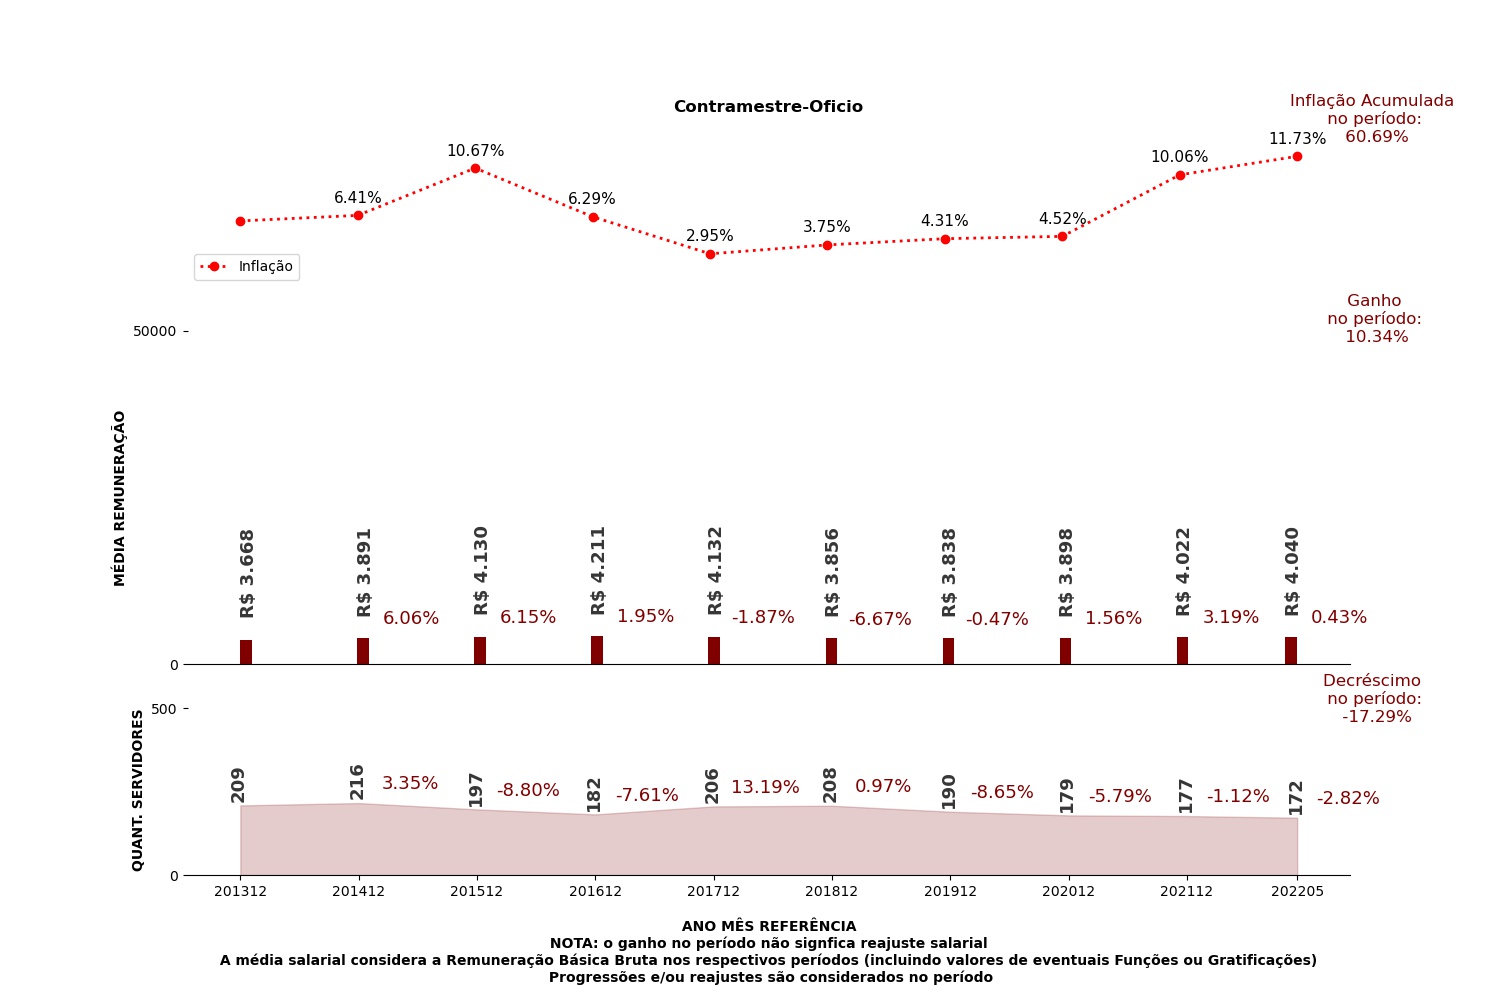 Contramestre-Oficio
Inflação Acumulada
no período:
60.69%
6.41%
10.67%
6.29%
2.95%
3.75%
4.31%
4.52%
10.06%
11.73%
Inflação
Ganho
no período:
10.34%
50000
0
MÉDIA REMUNERAÇÃO
R$ 3.668
R$ 3.891
R$ 4.130
R$ 4.211
R$ 4.132
R$ 3.856
R$ 3.838
R$ 3.898
R$ 4.022
R$ 4.040
6.06%
6.15%
1.95%
-1.87%
-6.67%
-0.47%
1.56%
3.19%
0.43%
Decréscimo
no período:
-17.29%
500
0
QUANT. SERVIDORES
209
216
197
182
206
208
190
179
177
172
3.35%
-8.80%
-7.61%
13.19%
0.97%
-8.65%
-5.79%
-1.12%
-2.82%
201312
201412
201512
201612
201712
201812
201912
202012
202112
202205
ANO MÊS REFERÊNCIA
NOTA: o ganho no período não signfica reajuste salarial
A média salarial considera a Remuneração Básica Bruta nos respectivos períodos (incluindo valores de eventuais Funções ou Gratificações)
Progressões e/ou reajustes são considerados no período